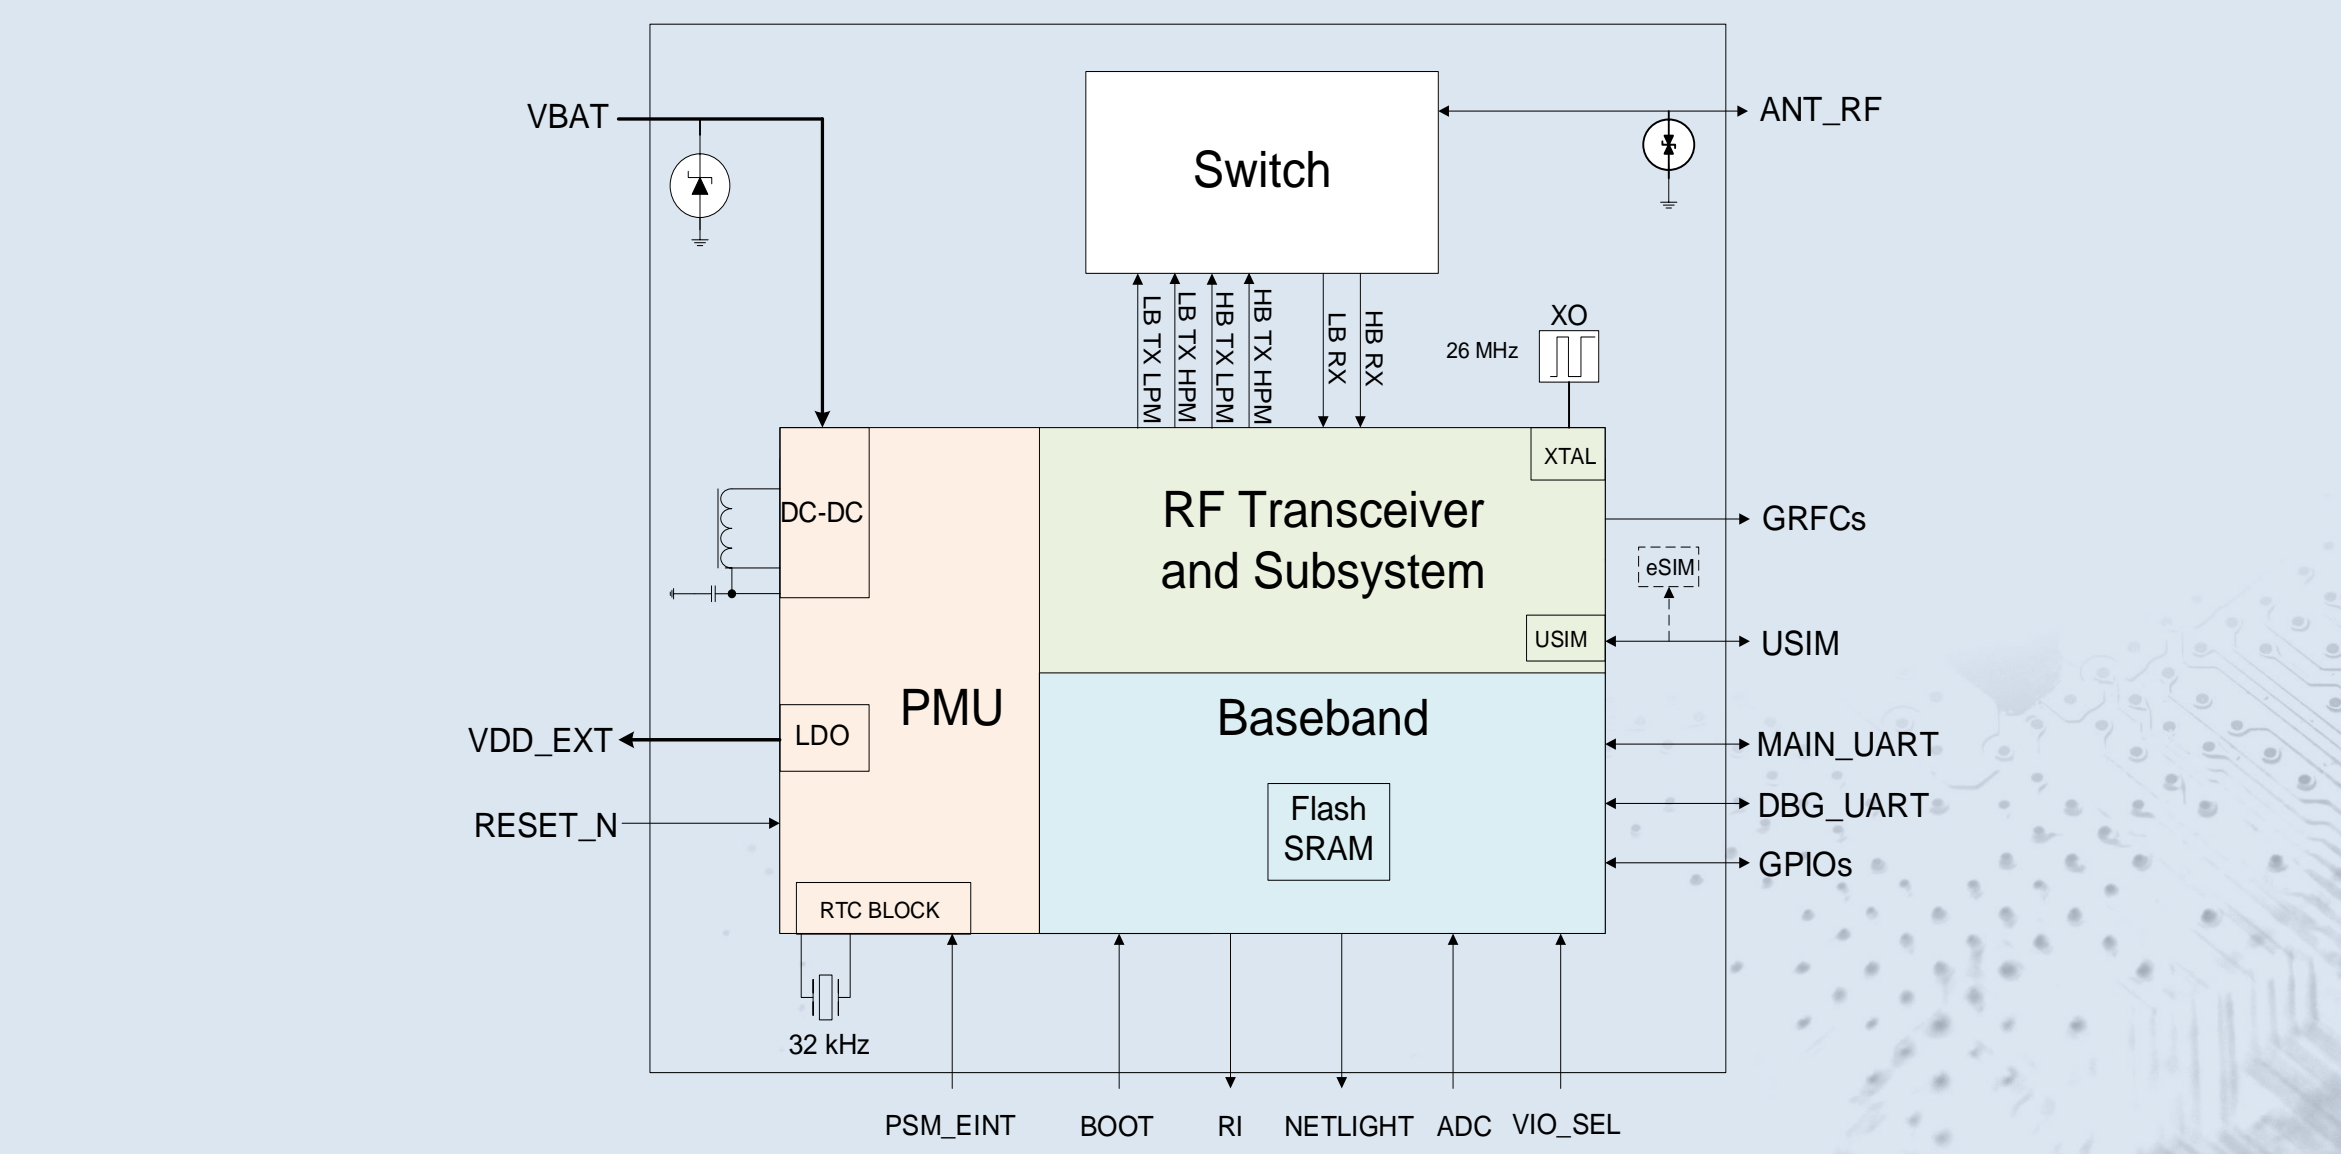 VBAT
ANT_RF
Switch
LB TX LPM
LB TX HPM
HB TX LPM
HB TX HPM
LB RX
HB RX
XO
26 MHz
XTAL
DC-DC
RF Transceiver
and Subsystem
GRFCs
eSIM
USIM
USIM
PMU
Baseband
LDO
VDD_EXT
MAIN_UART
Flash
SRAM
DBG_UART
RESET_N
GPIOs
RTC BLOCK
32 kHz
PSM_EINT
BOOT
RI
NETLIGHT
ADC
VIO_SEL